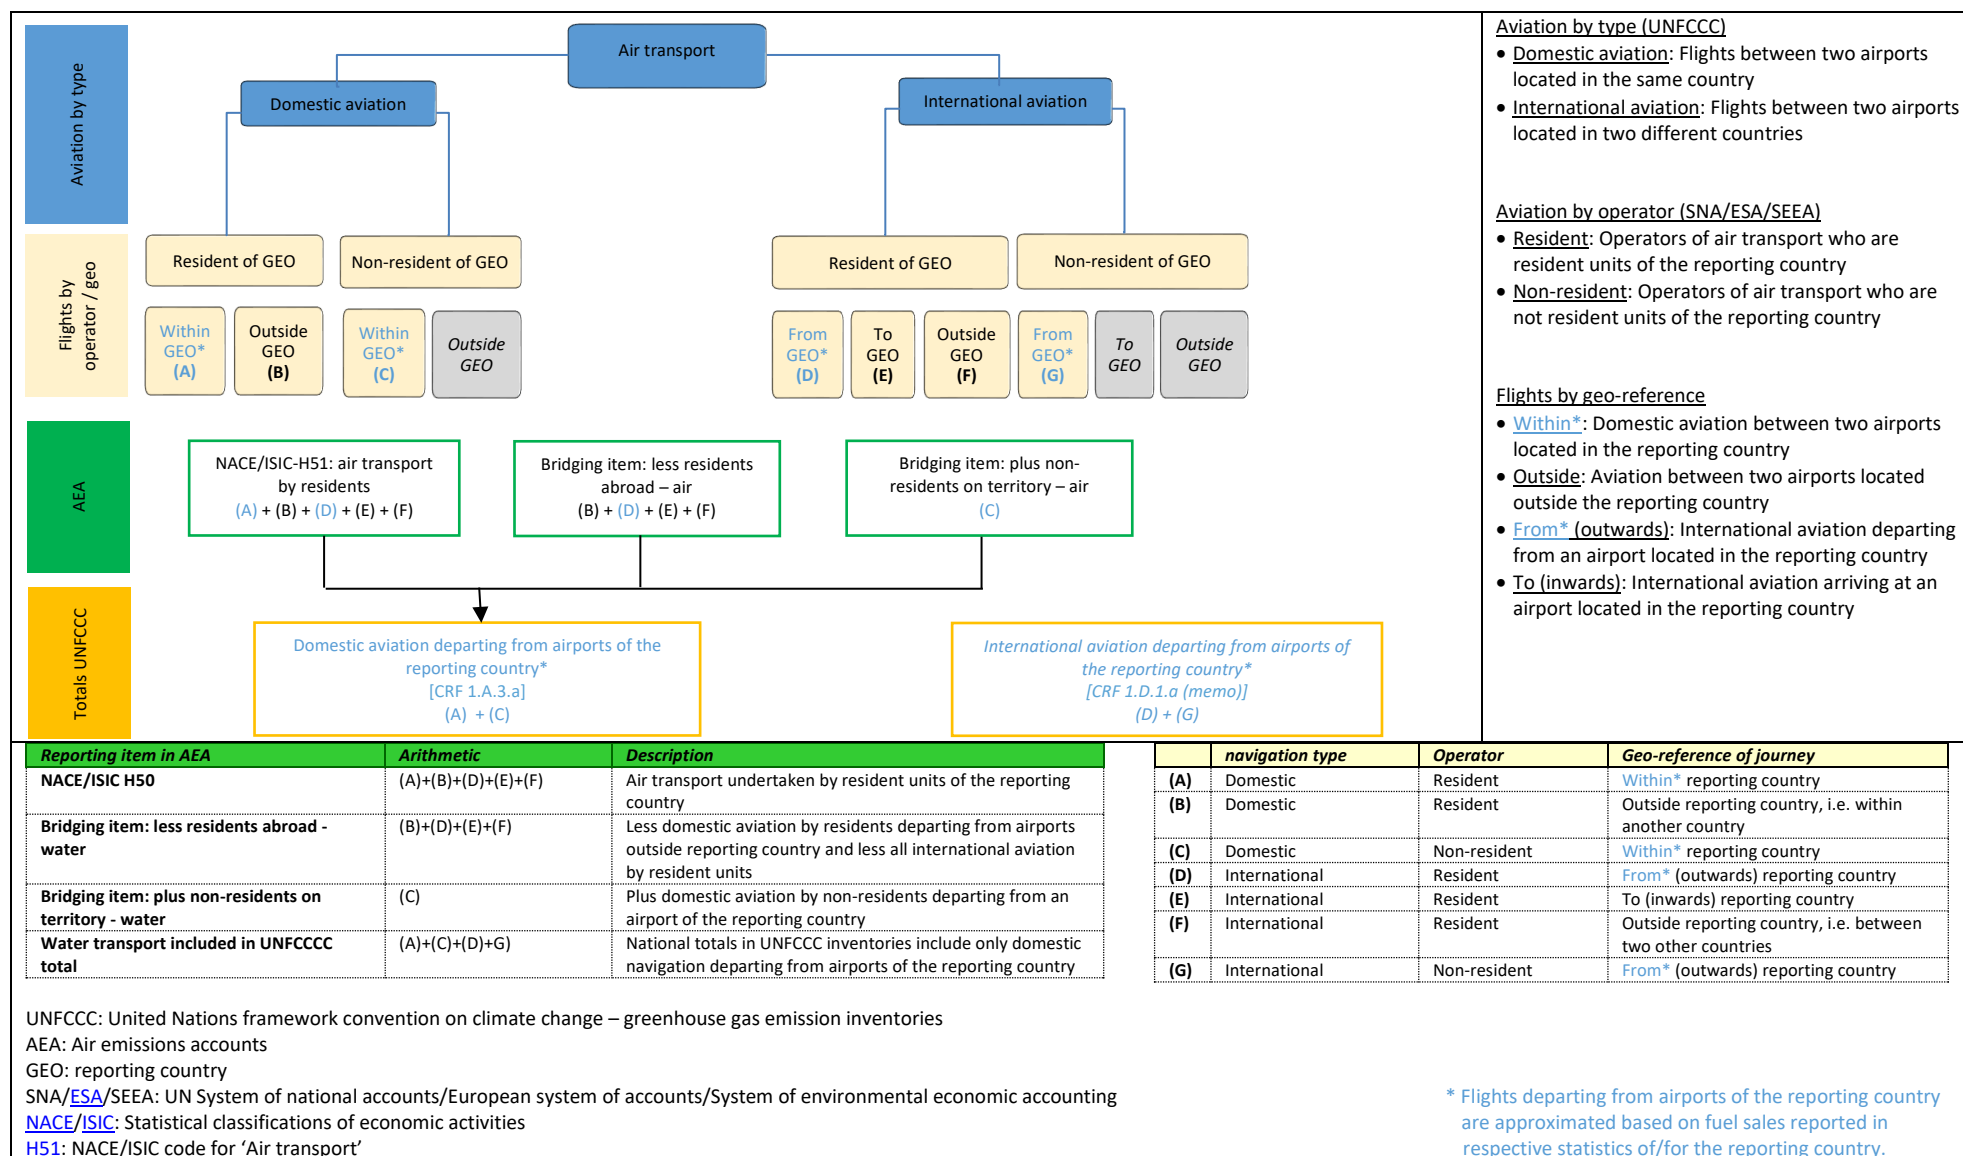 Air transport
Domestic aviation
International aviation
Aviation by type
Resident of GEO
Non-resident of GEO
Resident of GEO
Non-resident of GEO
Flights by
operator / geo
Within
GEO*
(A)
Outside
GEO
(B)
Within
GEO*
(C)
Outside
GEO
From
GEO*
(D)
To
GEO
(E)
Outside
GEO
(F)
From
GEO*
(G)
To
GEO
Outside
GEO
AEA
NACE/ISIC-H51: air transport
by residents
(A) + (B) + (D) + (E) + (F)
Bridging item: less residents
abroad – air
(B) + (D) + (E) + (F)
Bridging item: plus non-
residents on territory – air
(C)
Totals UNFCCC
Domestic aviation departing from airports of the
reporting country*
[CRF 1.A.3.a]
(A) + (C)
International aviation departing from airports of
the reporting country*
[CRF 1.D.1.a (memo)]
(D) + (G)
Aviation by type (UNFCCC)
• Domestic aviation: Flights between two airports
located in the same country
• International aviation: Flights between two airports
located in two different countries
Aviation by operator (SNA/ESA/SEEA)
• Resident: Operators of air transport who are
resident units of the reporting country
• Non-resident: Operators of air transport who are
not resident units of the reporting country
Flights by geo-reference
• Within*: Domestic aviation between two airports
located in the reporting country
• Outside: Aviation between two airports located
outside the reporting country
• From* (outwards): International aviation departing
from an airport located in the reporting country
• To (inwards): International aviation arriving at an
airport located in the reporting country
Reporting item in AEA Arithmetic Description
NACE/ISIC H50 (A)+(B)+(D)+(E)+(F) Air transport undertaken by resident units of the reporting
country
Bridging item: less residents abroad - (B)+(D)+(E)+(F) Less domestic aviation by residents departing from airports
water outside reporting country and less all international aviation
by resident units
Bridging item: plus non-residents on (C) Plus domestic aviation by non-residents departing from an
territory - water airport of the reporting country
Water transport included in UNFCCCC (A)+(C)+(D)+G) National totals in UNFCCC inventories include only domestic
total navigation departing from airports of the reporting country
navigation type Operator Geo-reference of journey
(A) Domestic Resident Within* reporting country
(B) Domestic Resident Outside reporting country, i.e. within
another country
(C) Domestic Non-resident Within* reporting country
(D) International Resident From* (outwards) reporting country
(E) International Resident To (inwards) reporting country
(F) International Resident Outside reporting country, i.e. between
two other countries
(G) International Non-resident From* (outwards) reporting country
UNFCCC: United Nations framework convention on climate change – greenhouse gas emission inventories
AEA: Air emissions accounts
GEO: reporting country
SNA/ESA/SEEA: UN System of national accounts/European system of accounts/System of environmental economic accounting
NACE/ISIC: Statistical classifications of economic activities
H51: NACE/ISIC code for ‘Air transport’
* Flights departing from airports of the reporting country
are approximated based on fuel sales reported in
respective statistics of/for the reporting country.